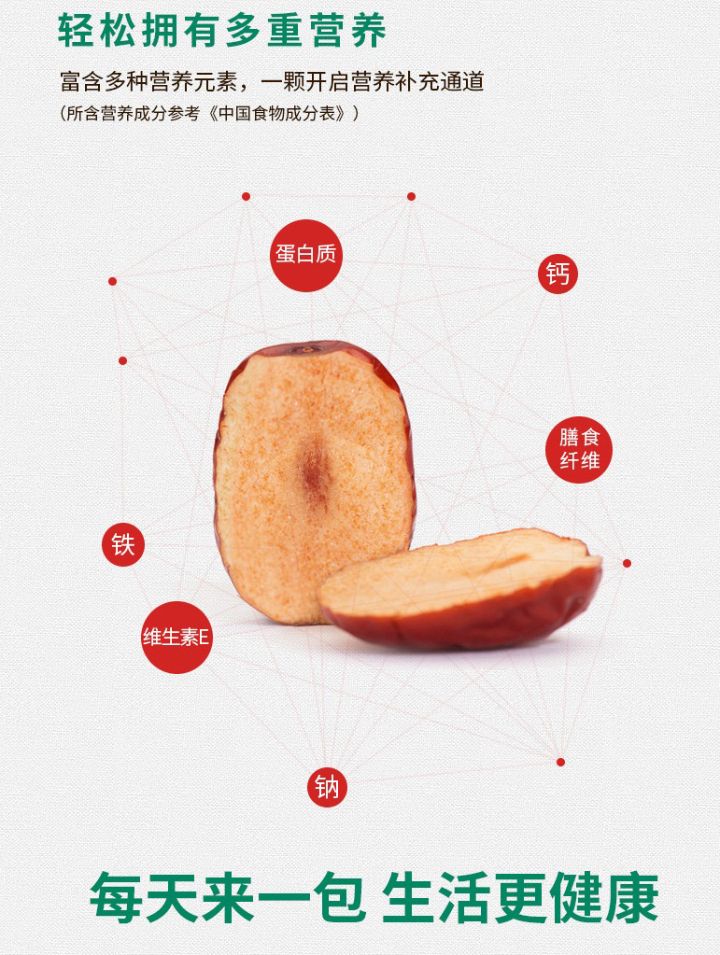 轻松拥有多重营养
富含多种营养元素，一颗开启营养补充通道
（所含营养成分参考《中国食物成分表》）
蛋白质
钙
膳食
纤维
铁
维生素E
钠
每天来一包 生活更健康